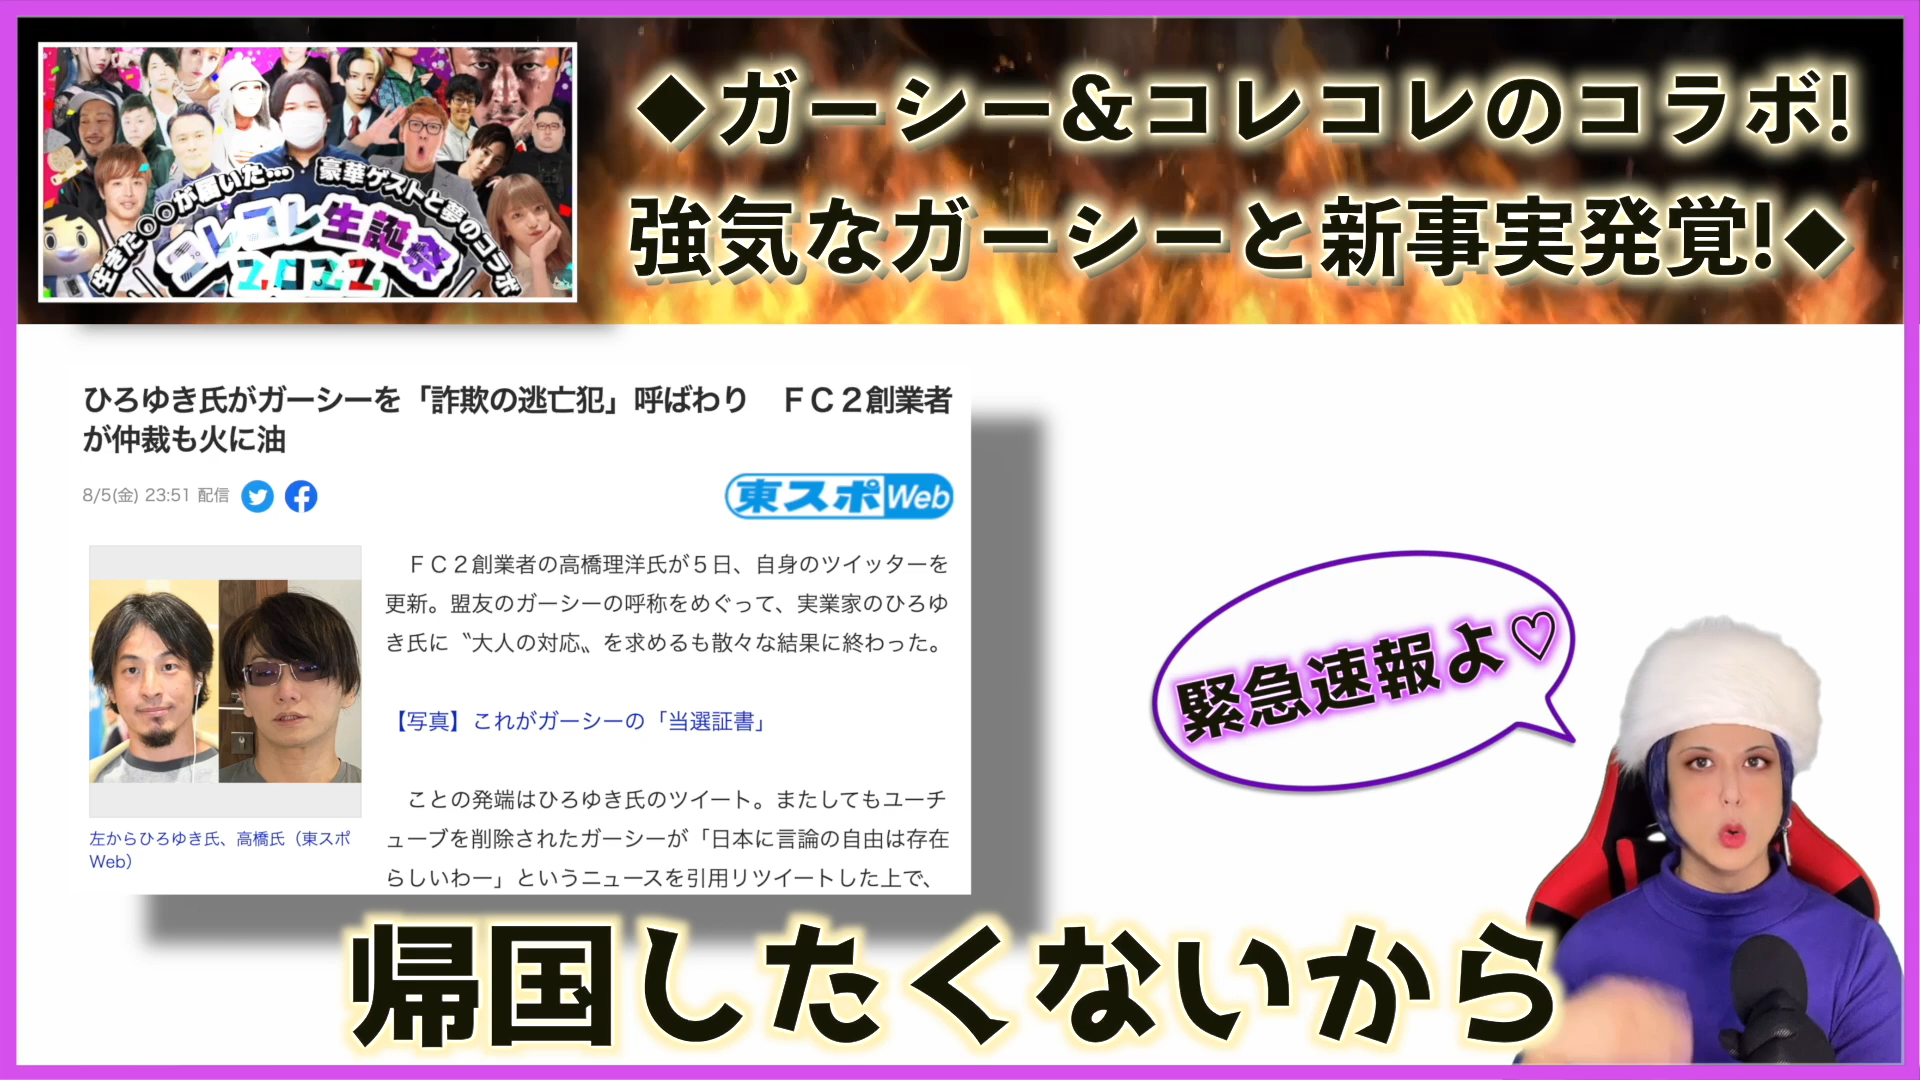 ◆ガーシー&コレコレのコラボ!
強気なガーシーと新事実発覚!◆
生きた〇〇が届いた… 豪華ゲストと夢のコラボ
コレコレ生誕祭
2022
ひろゆき氏がガーシーを「詐欺の逃亡犯」呼ばわり　ＦＣ２創業者
が仲裁も火に油
8/5(金) 23:51 配信
東スポWeb
ＦＣ２創業者の高橋理洋氏が５日、自身のツイッターを
更新。盟友のガーシーの呼称をめぐって、実業家のひろゆ
き氏に〝大人の対応〟を求めるも散々な結果に終わった。
【写真】これがガーシーの「当選証書」
ことの発端はひろゆき氏のツイート。またしてもユーチ
ューブを削除されたガーシーが「日本に言論の自由は存在
らしいわー」というニュースを引用リツイートした上で、
左からひろゆき氏、高橋氏（東スポ
Web）
緊急速報よ♡
帰国したくないから